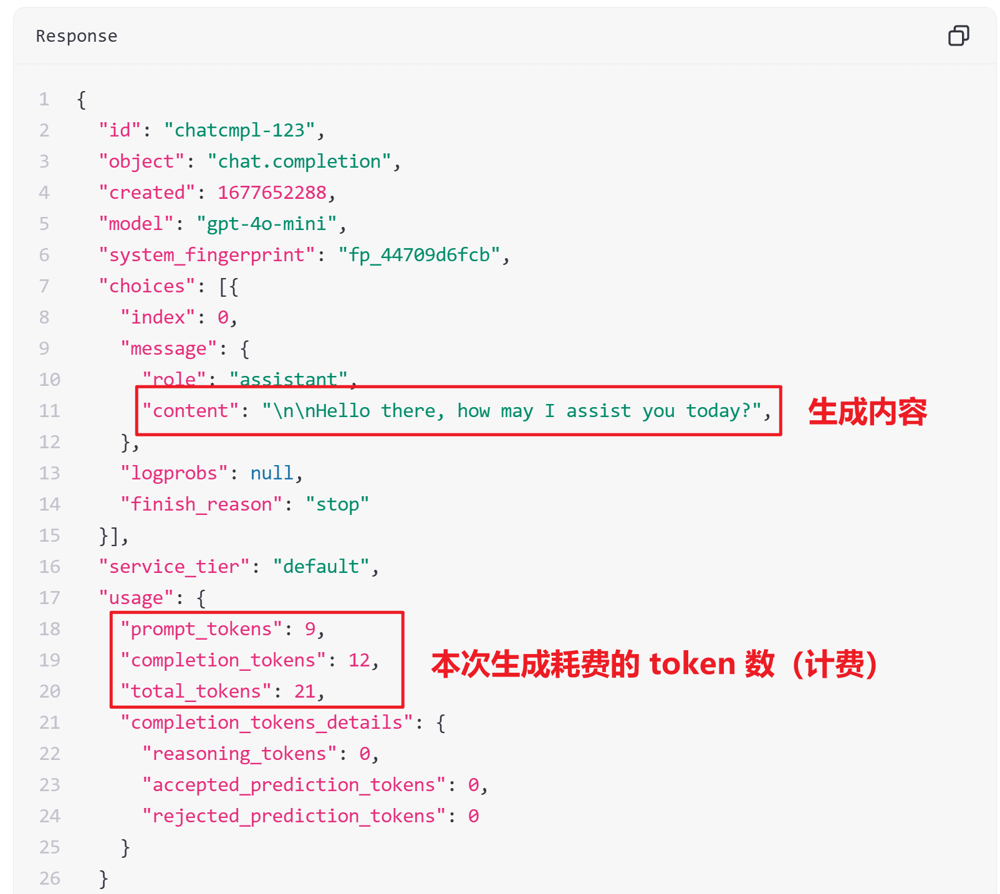 Response
1 {
2 "id": "chatcmpl-123",
3 "object": "chat.completion",
4 "created": 1677652288,
5 "model": "gpt-4o-mini",
6 "system_fingerprint": "fp_44709d6fcb",
7 "choices": [{
8 "index": 0,
9 "message": {
10 "role": "assistant",
11 "content": "\n\nHello there, how may I assist you today?", 生成内容
12 },
13 "logprobs": null,
14 "finish_reason": "stop"
15 }],
16 "service_tier": "default",
17 "usage": {
18 "prompt_tokens": 9,
19 "completion_tokens": 12, 本次生成耗费的 token 数（计费）
20 "total_tokens": 21,
21 "completion_tokens_details": {
22 "reasoning_tokens": 0,
23 "accepted_prediction_tokens": 0,
24 "rejected_prediction_tokens": 0
25 }
26 }